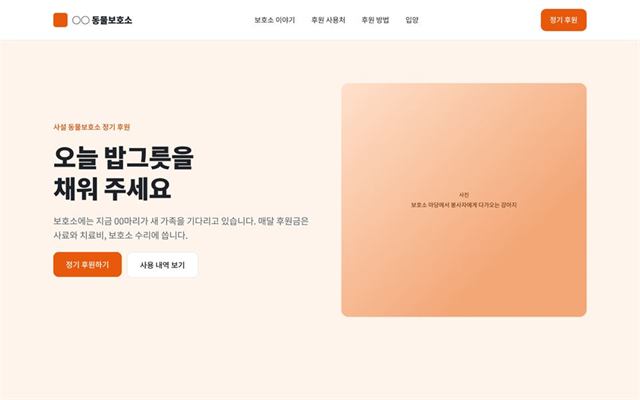 ○○ 동물보호소
보호소 이야기
후원 사용처
후원 방법
입양
정기 후원
사설 동물보호소 정기 후원
오늘 밥그릇을
채워 주세요
보호소에는 지금 00마리가 새 가족을 기다리고 있습니다. 매달 후원금은
사료와 치료비, 보호소 수리에 씁니다.
정기 후원하기
사용 내역 보기
사진
보호소 마당에서 봉사자에게 다가오는 강아지